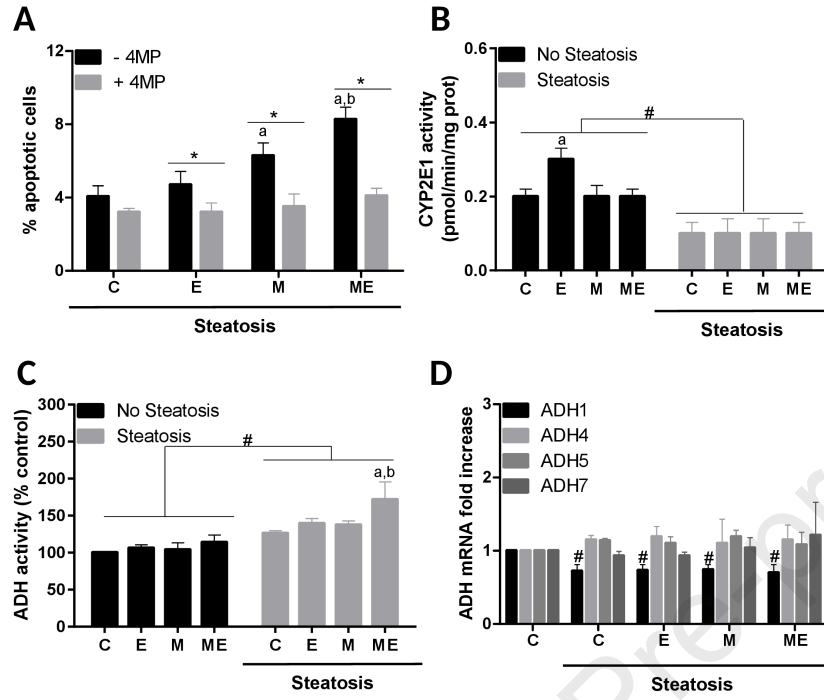 A
12
8
4
0
% apoptotic cells
- 4MP
+ 4MP
*
*
*
a
a,b
C E M ME
Steatosis
B
0.6
0.4
0.2
0.0
CYP2E1 activity
(pmol/min/mg prot)
No Steatosis
Steatosis
#
a
C E M ME C E M ME
Steatosis
C
300
250
200
150
100
50
0
ADH activity (% control)
No Steatosis
Steatosis
#
a,b
C E M ME C E M ME
Steatosis
D
3
2
1
0
ADH mRNA fold increase
ADH1
ADH4
ADH5
ADH7
# # # #
C C E M ME
Steatosis
Pre-pr